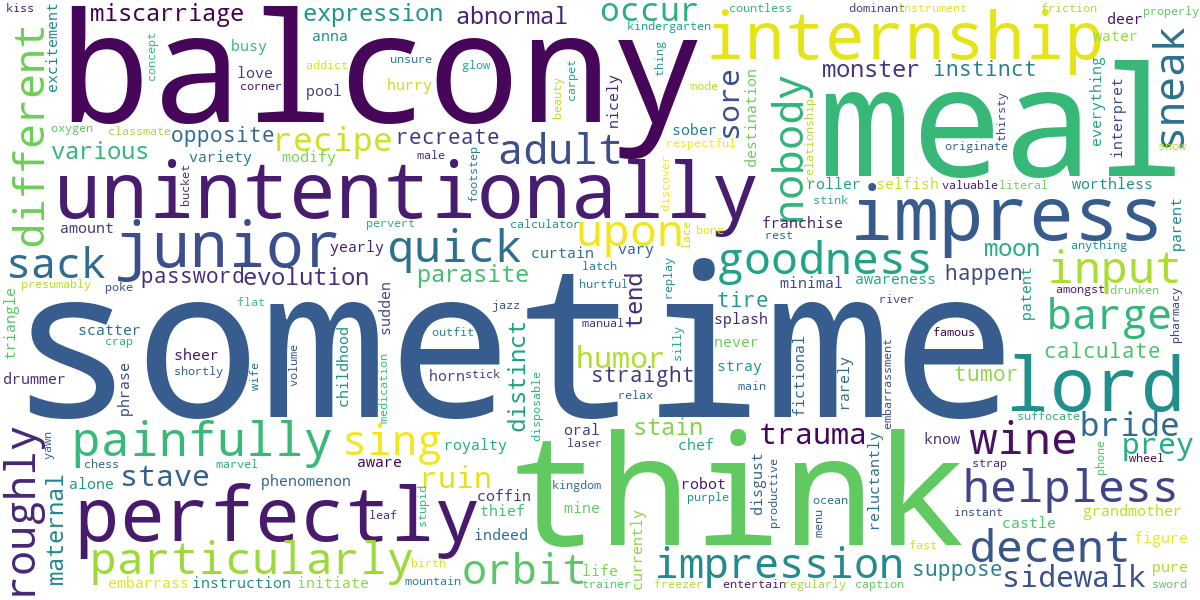 kiss
miscarriage
expression
abnormal
occur
countless
dominant
instrument
friction
deer
properly
excitement
balcony
internship
kindergarten
water
different
concept
busy
anna
unsure
thing
love
corner
addict
glow
carpet
hurry
beauty
pool
nicely
mode
sore
destination
monster
instinct
everything
interpret
sneak
meal
nobody
relationship
thirsty
originate
snow
oxygen
classmate
opposite
recipe
recreate
adult
sober
respectful
various
variety
modify
male
footstep
bucket
unintentionally
discover
roller
selfish
valuable
literal
worthless
stink
impress
parent
amount
junior
yearly
pervert
quick
calculator
curtain
upon
lace
bone
vary
franchise
rest
moon
anything
sack
password
evolution
parasite
latch
hurtful
replay
goodness
minimal
awareness
happen
input
presumably
poke
triangle
flat
sudden
jazz
manual
tend
tire
splash
river
patent
amongst
drunken
pharmacy
barge
sometime
scatter
crap
sheer
shortly
wife
volume
childhood
medication
outfit
horn
stick
distinct
disposable
humor
straight
relax
silly
never
stray
main
fictional
rarely
embarrassment
famous
calculate
tumor
drummer
phrase
lord
suffocate
bride
painfully
sing
royalty
oral
laser
stain
chef
trauma
know
wine
prey
phone
wheel
strap
yawn
chess
marvel
aware
roughly
maternal
alone
stave
phenomenon
ruin
coffin
kingdom
robot
purple
think
disgust
productive
menu
ocean
reluctantly
helpless
instant
grandmother
castle
perfectly
leaf
stupid
thief
mine
indeed
currently
fast
decent
figure
particularly
birth
mountain
orbit
life
trainer
impression
suppose
sidewalk
pure
sword
embarrass
instruction
initiate
freezer
entertain
regularly
caption